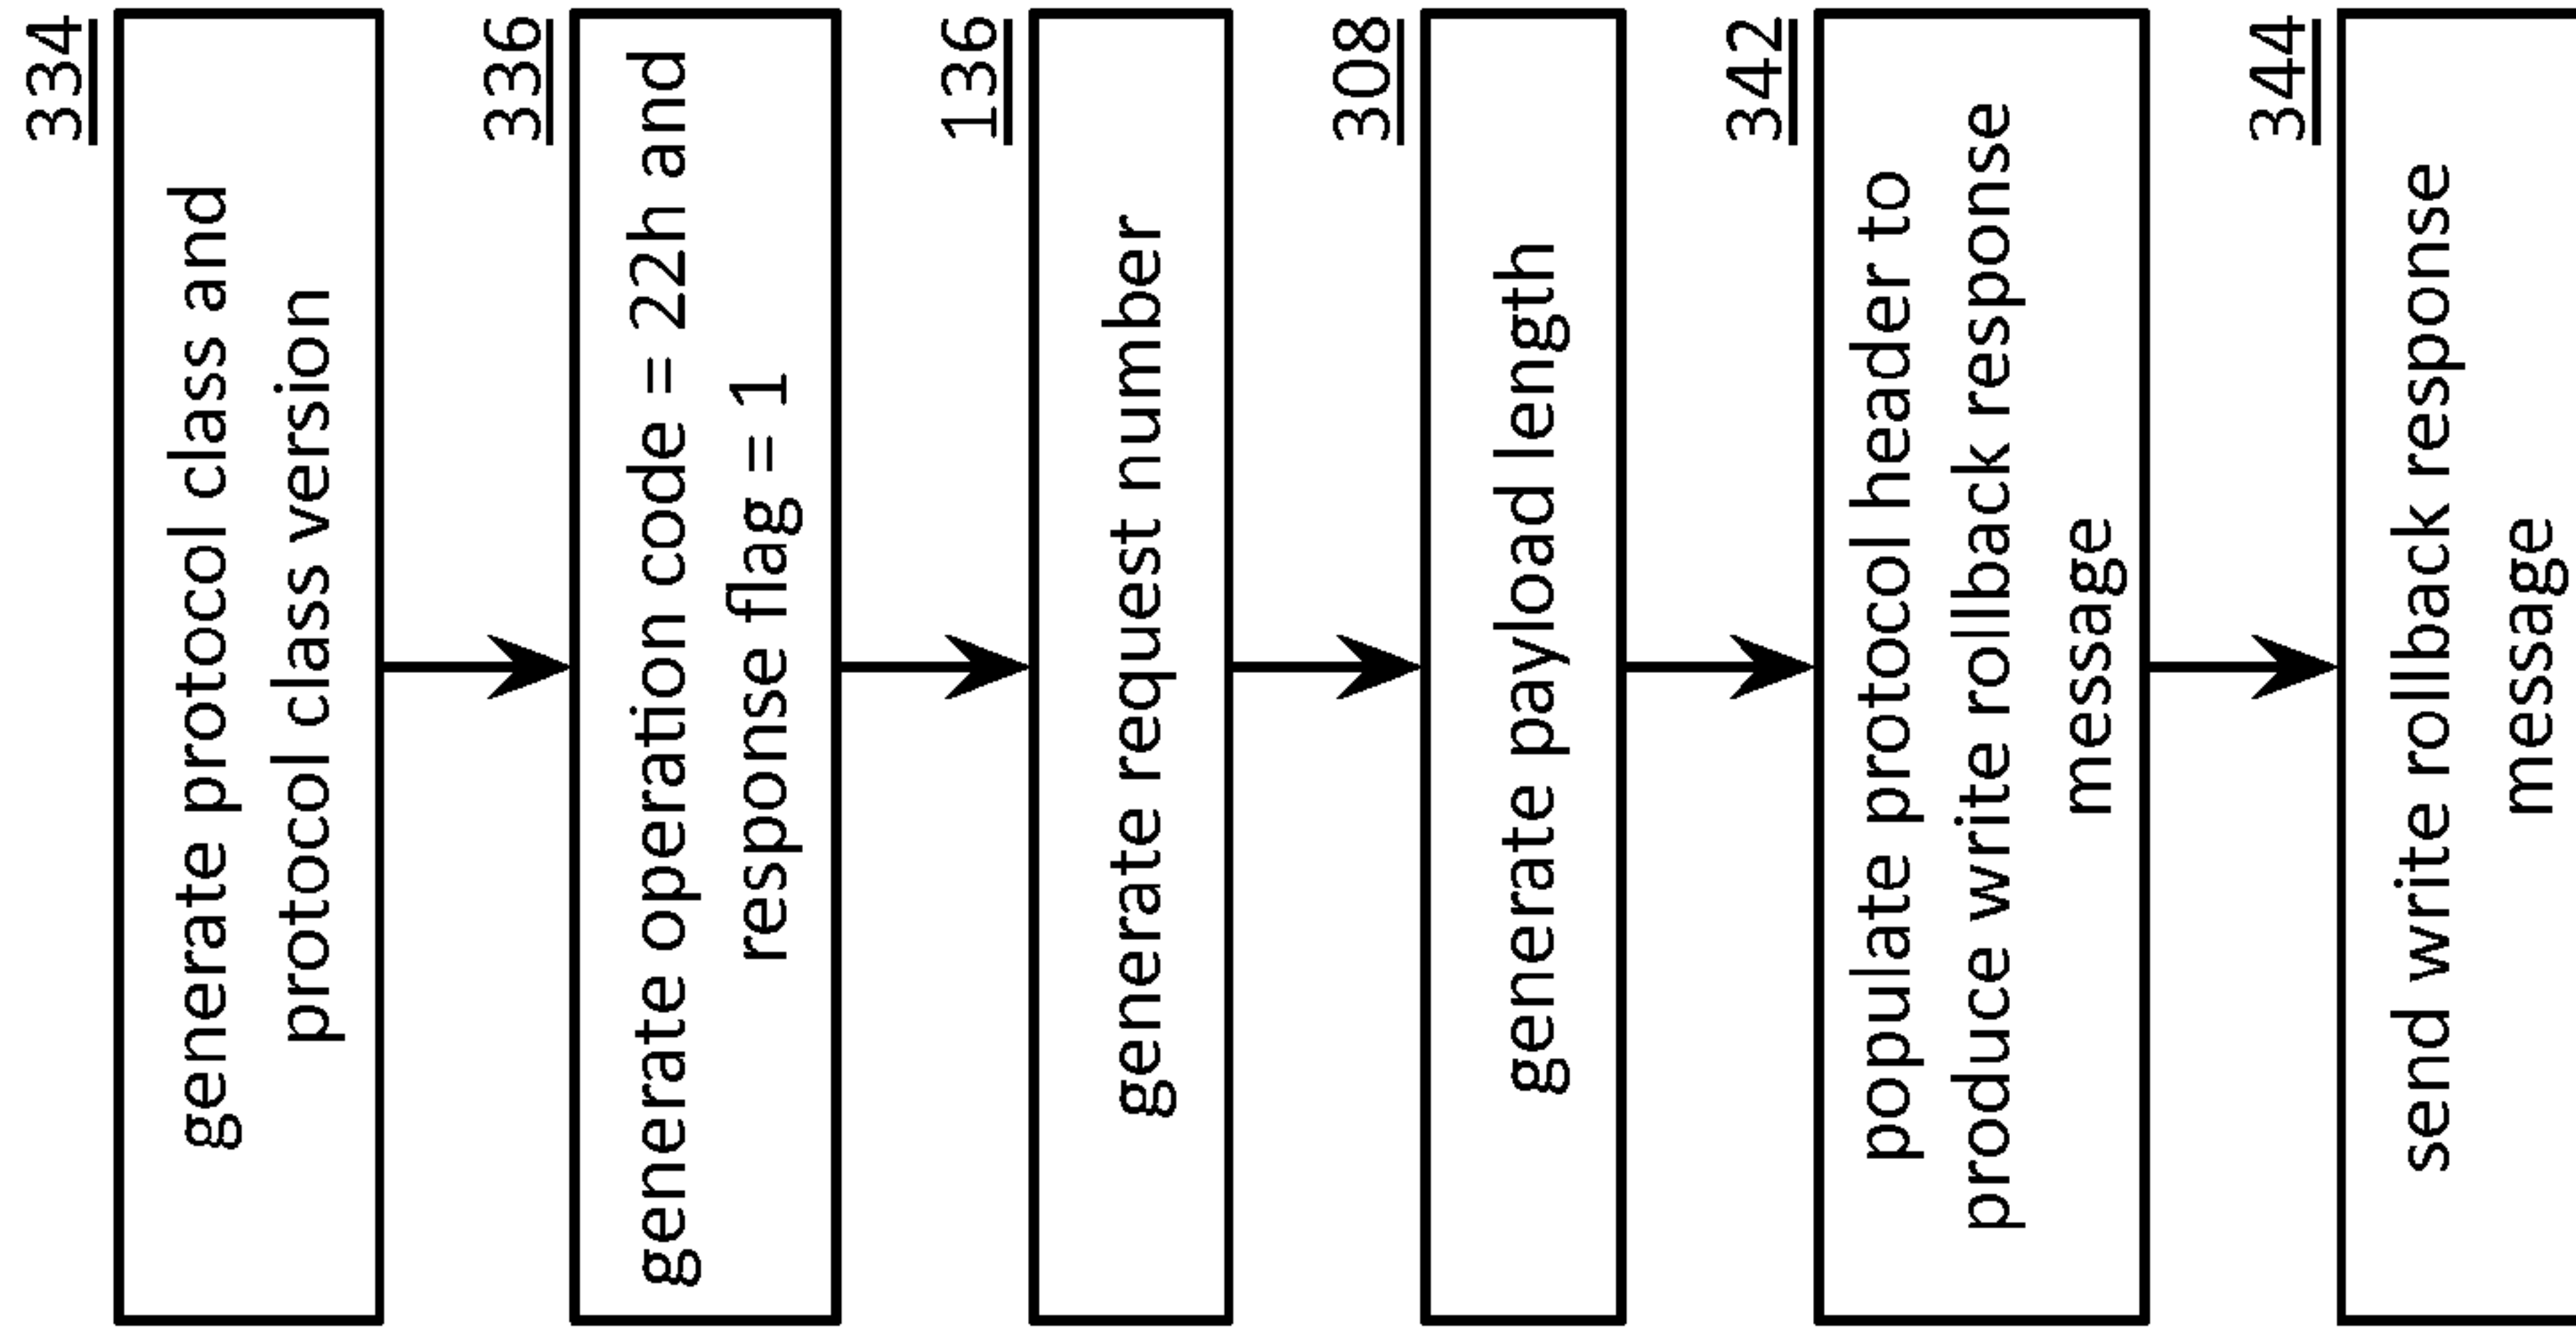 334
generate protocol class and
protocol class version
336
generate operation code = 22h and
response flag = 1
136
generate request number
308
generate payload length
342
populate protocol header to
produce write rollback response
message
344
send write rollback response
message